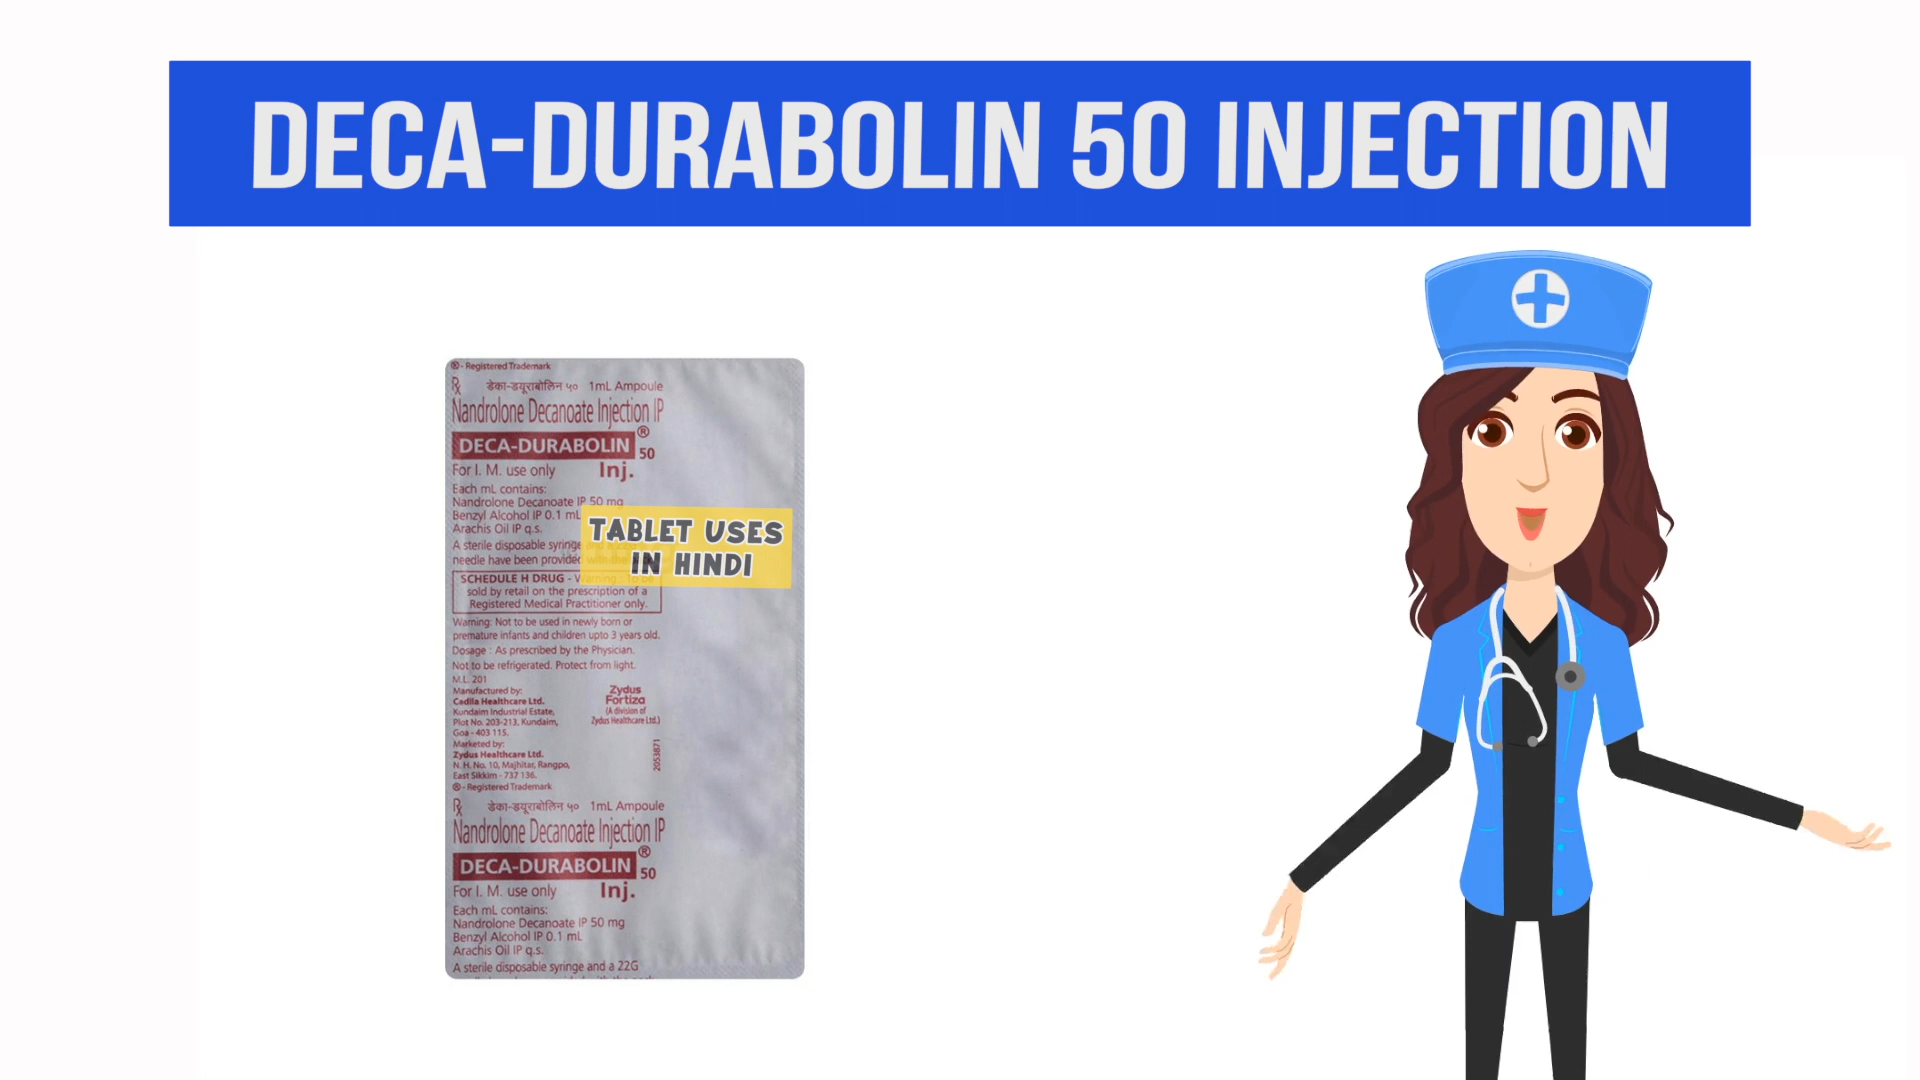 DECA-DURABOLIN 50 INJECTION
®- Registered Trademark
Rx डेका-ड्यूराबोलिन ५० 1mL Ampoule
Nandrolone Decanoate Injection IP
DECA-DURABOLIN ® 50
For I. M. use only Inj.
Each mL contains:
Nandrolone Decanoate IP 50 mg
Benzyl Alcohol IP 0.1 mL
Arachis Oil IP q.s.
A sterile disposable syringe
needle have been provided with the
TABLET USES
IN HINDI
SCHEDULE H DRUG - Warning: To be
sold by retail on the prescription of a
Registered Medical Practitioner only.
Warning: Not to be used in newly born or
premature infants and children upto 3 years old.
Dosage : As prescribed by the Physician.
Not to be refrigerated. Protect from light.
M.L. 201
Manufactured by:
Cadila Healthcare Ltd.
Kundaim Industrial Estate,
Plot No. 203-213, Kundaim,
Goa - 403 115.
Zydus
Fortiza
(A division of
Zydus Healthcare Ltd.)
Marketed by:
Zydus Healthcare Ltd.
N. H. No. 10, Majhitar, Rangpo,
East Sikkim - 737 136.
®- Registered Trademark
2053871
Rx डेका-ड्यूराबोलिन ५० 1mL Ampoule
Nandrolone Decanoate Injection IP
DECA-DURABOLIN ® 50
For I. M. use only Inj.
Each mL contains:
Nandrolone Decanoate IP 50 mg
Benzyl Alcohol IP 0.1 mL
Arachis Oil IP q.s.
A sterile disposable syringe and a 22G